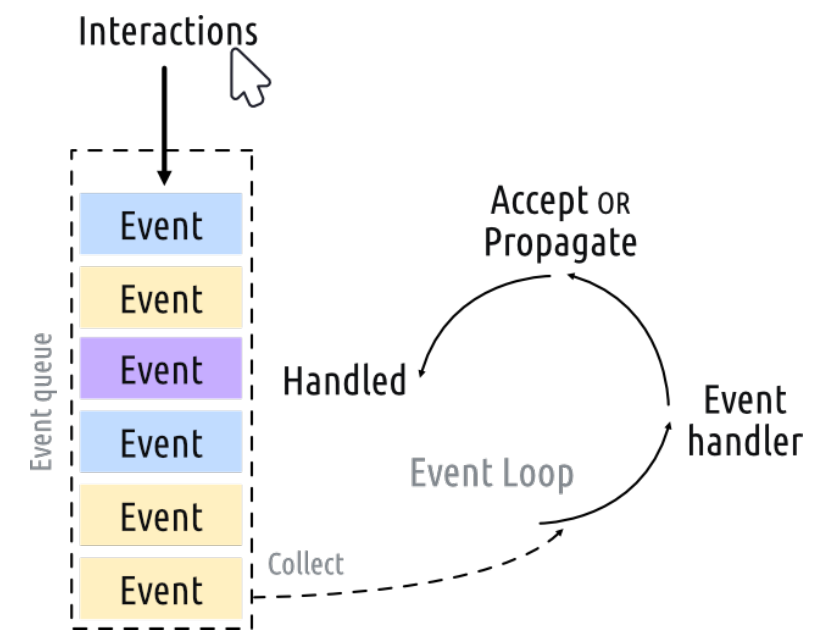 Interactions
Event
Event
Event
Event
Event
Event
Event queue
Collect
Event Loop
Event
handler
Accept OR
Propagate
Handled